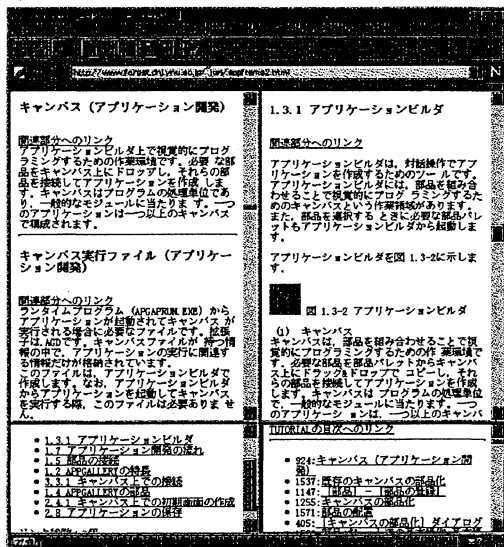 キャンバス (アプリケーション開発)
関連部分へのリンク
アプリケーションビルダ上で視覚的にプログ
ラミングするための作業環境です。必要 な部
品をキャンバス上にドロップし、それらの部
品を接続してアプリケーションを作成 しま
す。キャンバスはプログラムの処理単位であ
り、一般的なモジュールに当たりま す。一つ
のアプリケーションは一つ以上のキャンバス
で構成されます。
キャンバス実行ファイル (アプリケー
ション開発)
関連部分へのリンク
ランタイムプログラム (APGAPRUN.EXE) から
アプリケーションが起動されてキャンバス が
実行される場合に必要なファイルです。拡張
子は.AGDです。キャンバスファイルが 持つ情
報の中で、アプリケーションの実行に関連す
る情報だけが格納されています。
このファイルは、アプリケーションビルダで
作成します。なお、アプリケーションビルダ
からアプリケーションを起動してキャンバス
を実行する際、このファイルは必要ありま せ
ん。
1.3.1 アプリケーションビルダ
関連部分へのリンク
アプリケーションビルダは、対話操作でアプ
リケーションを作成するためのツー ルです。
アプリケーションビルダには、部品を組み合
わせることで視覚的にプログ ラミングするた
めのキャンバスという作業領域があります。
また、部品を選択する ときに必要な部品パレ
ットもアプリケーションビルダから起動しま
す。
アプリケーションビルダを図 1.3-2に示しま
す。
図 1.3-2 アプリケーションビルダ
(1) キャンバス
キャンバスは、部品を組み合わせることで視
覚的にプログラミングするための作 業環境で
す。必要な部品を部品パレットからキャンバ
ス上にドラッグ&ドロップで コピーし、それ
らの部品を接続してアプリケーションを作成
します。キャンバスは プログラムの処理単位
で、一般的なモジュールに当たります。一つ
のアプリケーシ ョンは、一つ以上のキャンバ
• 1.3.1 アプリケーションビルダ
• 1.7 アプリケーション開発の流れ
• 1.5 部品の接続
• 1.2 APPGALLERYの特長
• 3.3.1 キャンバス上での接続
• 1.4 APPGALLERYの部品
• 2.4.1 キャンバス上での初期画面の作成
• 2.8 アプリケーションの保存
TUTORIALの目次へのリンク
• 924:キャンバス (アプリケーション開
発)
• 1537:既存のキャンバスの部品化
• 1147:[部品] - [部品の登録]
• 1255:キャンバスの部品化
• 1571:部品の配置
• 405:[キャンバスの部品化] ダイアログ